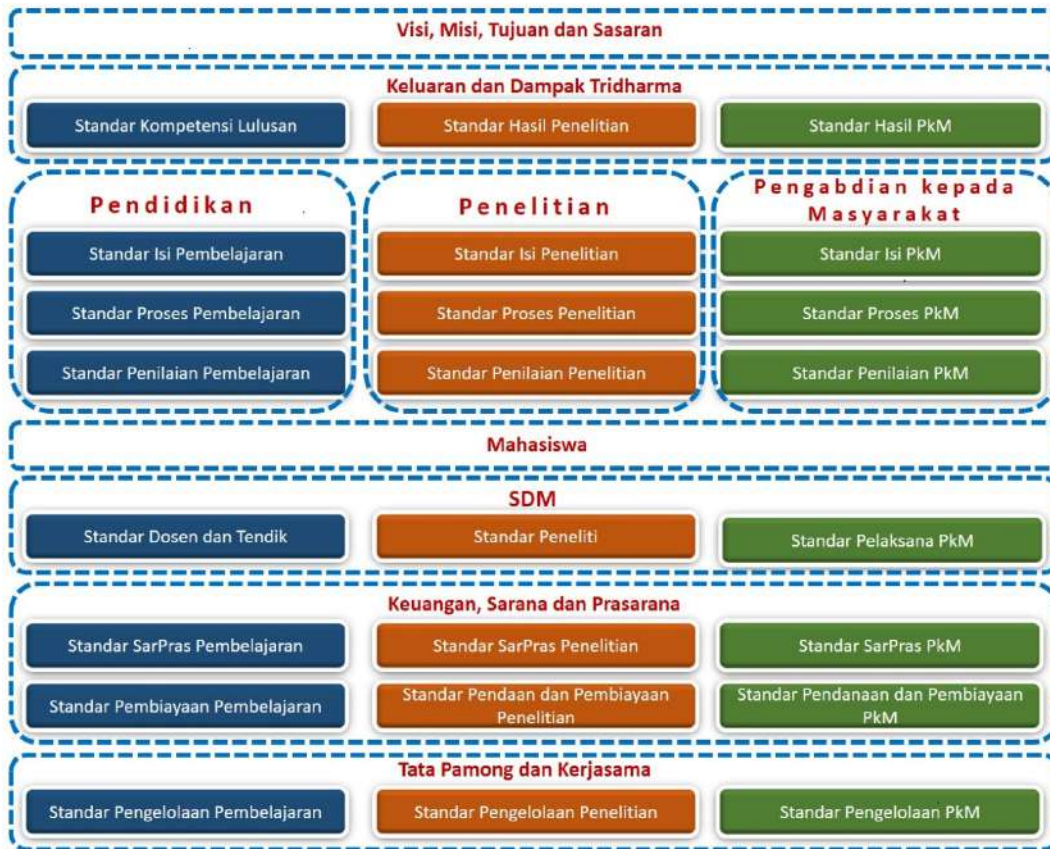 Visi, Misi, Tujuan dan Sasaran
Keluaran dan Dampak Tridharma
Standar Kompetensi Lulusan
Standar Hasil Penelitian
Standar Hasil PkM
Pendidikan
Standar Isi Pembelajaran
Standar Proses Pembelajaran
Standar Penilaian Pembelajaran
Penelitian
Standar Isi Penelitian
Standar Proses Penelitian
Standar Penilaian Penelitian
Pengabdian kepada
Masyarakat
Standar Isi PkM
Standar Proses PkM
Standar Penilaian PkM
Mahasiswa
SDM
Standar Dosen dan Tendik
Standar Peneliti
Standar Pelaksana PkM
Keuangan, Sarana dan Prasarana
Standar SarPras Pembelajaran
Standar SarPras Penelitian
Standar SarPras PkM
Standar Pembiayaan Pembelajaran
Standar Pendaan dan Pembiayaan
Penelitian
Standar Pendanaan dan Pembiayaan
PkM
Tata Pamong dan Kerjasama
Standar Pengelolaan Pembelajaran
Standar Pengelolaan Penelitian
Standar Pengelolaan PkM